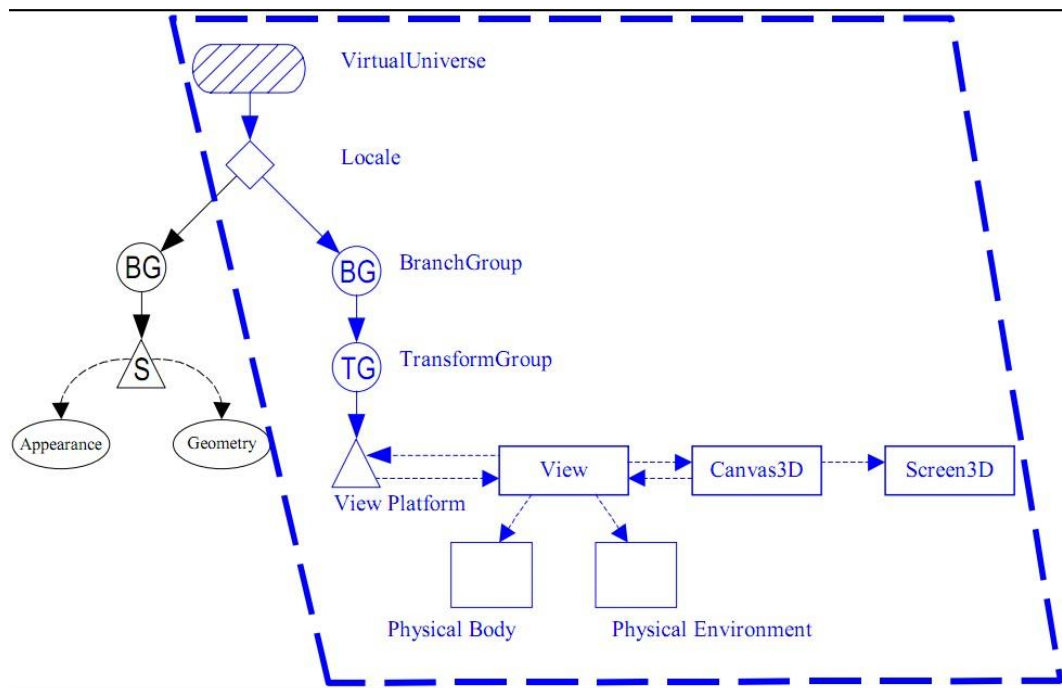 VirtualUniverse
Locale
BG
BG
BranchGroup
TG
TransformGroup
S
Appearance
Geometry
View
Canvas3D
Screen3D
View Platform
Physical Body
Physical Environment